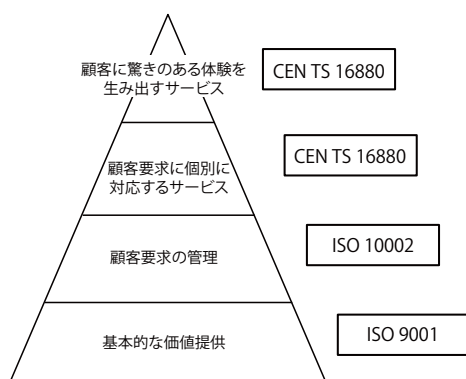 顧客に驚きのある体験を
生み出すサービス
CEN TS 16880
顧客要求に個別に
対応するサービス
CEN TS 16880
顧客要求の管理
ISO 10002
基本的な価値提供
ISO 9001